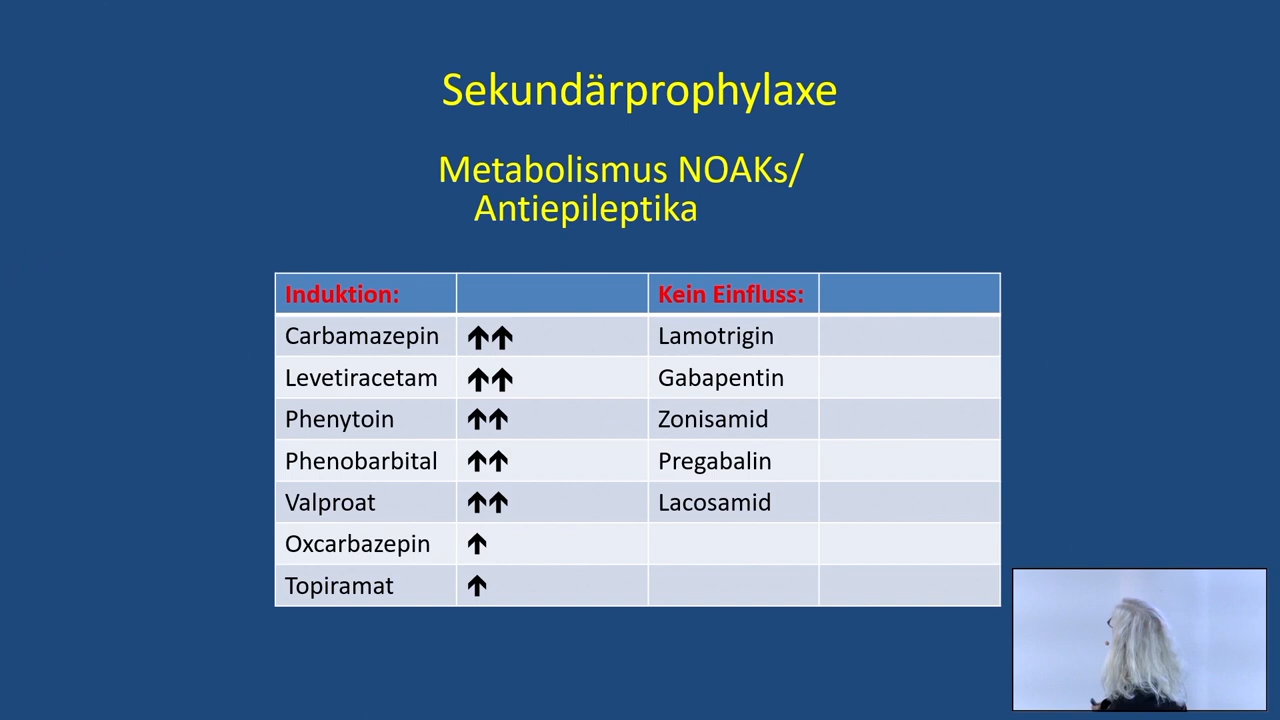 Sekundärprophylaxe
Metabolismus NOAKs/
Antiepileptika
Induktion: Kein Einfluss:
Carbamazepin ↑↑ Lamotrigin
Levetiracetam ↑↑ Gabapentin
Phenytoin ↑↑ Zonisamid
Phenobarbital ↑↑ Pregabalin
Valproat ↑↑ Lacosamid
Oxcarbazepin ↑
Topiramat ↑